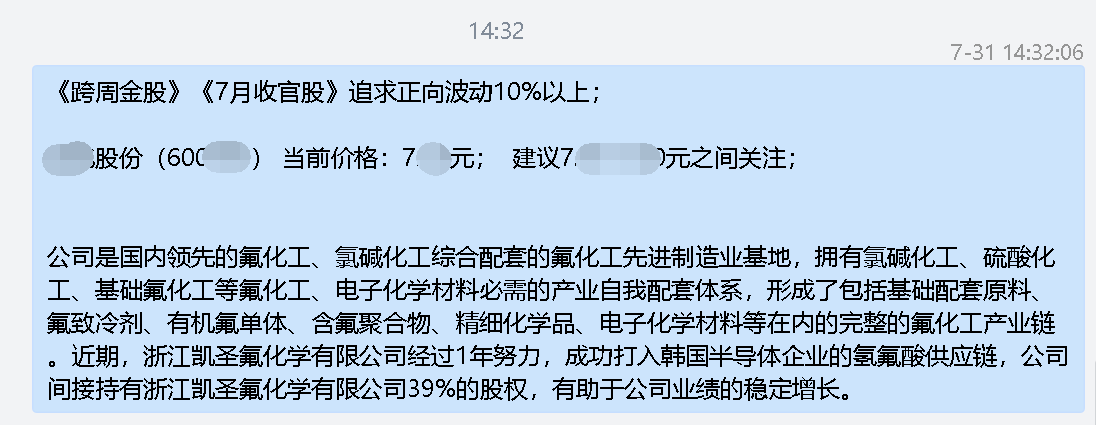 14:32
7-31 14:32:06
《跨周金股》《7月收官股》追求正向波动10%以上；
股份（600 ） 当前价格：7. 元； 建议7. 0元之间关注；
公司是国内领先的氟化工、氯碱化工综合配套的氟化工先进制造业基地，拥有氯碱化工、硫酸化
工、基础氟化工等氟化工、电子化学材料必需的产业自我配套体系，形成了包括基础配套原料、
氟致冷剂、有机氟单体、含氟聚合物、精细化学品、电子化学材料等在内的完整的氟化工产业链
。近期，浙江凯圣氟化学有限公司经过1年努力，成功打入韩国半导体企业的氢氟酸供应链，公司
间接持有浙江凯圣氟化学有限公司39%的股权，有助于公司业绩的稳定增长。